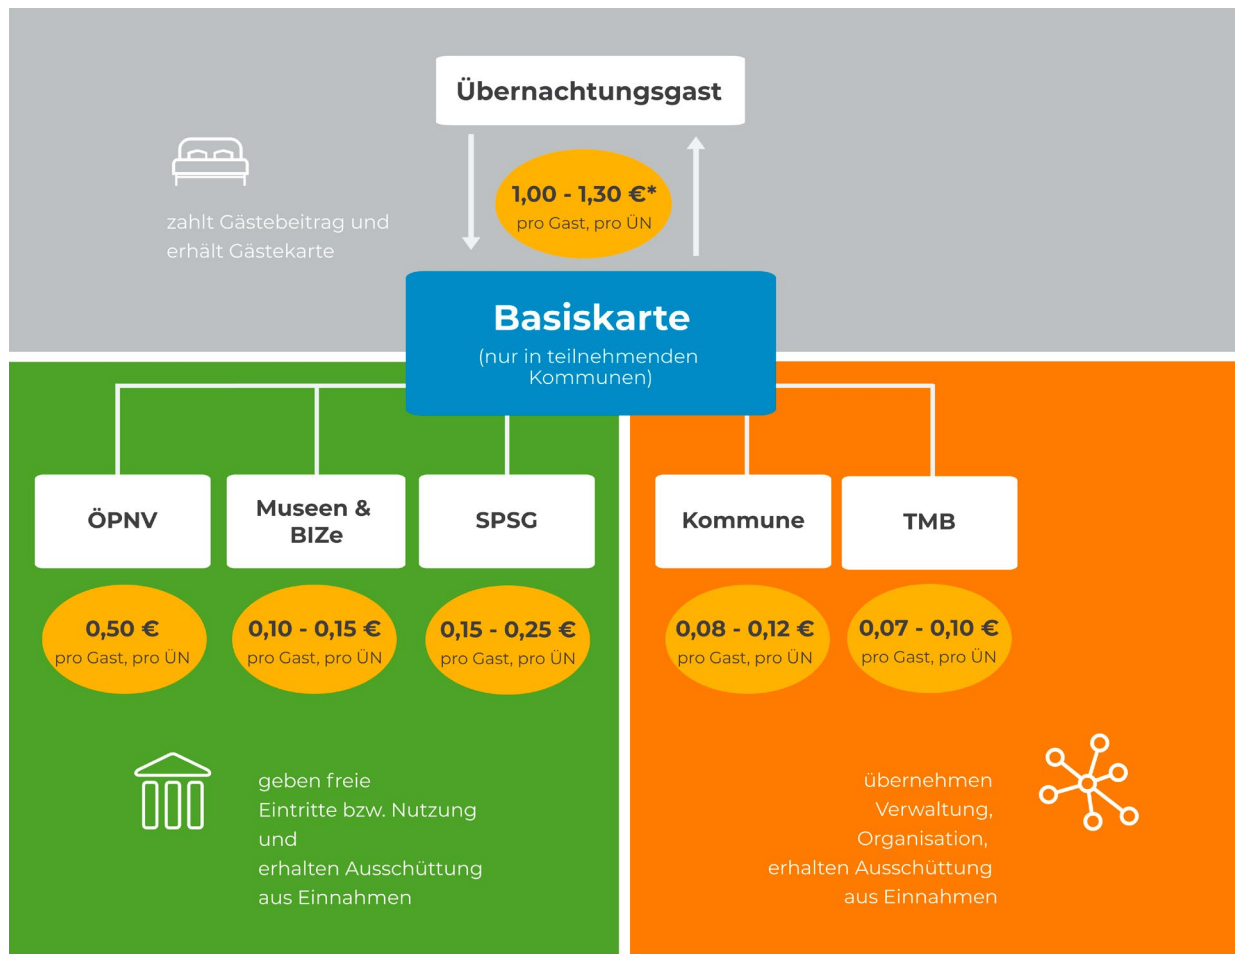 Übernachtungsgast
zahlt Gästebeitrag und
erhält Gästekarte
1,00 - 1,30 €*
pro Gast, pro ÜN
Basiskarte
(nur in teilnehmenden
Kommunen)
ÖPNV
Museen &
BIZe
SPSG
Kommune
TMB
0,50 €
pro Gast, pro ÜN
0,10 - 0,15 €
pro Gast, pro ÜN
0,15 - 0,25 €
pro Gast, pro ÜN
0,08 - 0,12 €
pro Gast, pro ÜN
0,07 - 0,10 €
pro Gast, pro ÜN
geben freie
Eintritte bzw. Nutzung
und
erhalten Ausschüttung
aus Einnahmen
übernehmen
Verwaltung,
Organisation,
erhalten Ausschüttung
aus Einnahmen